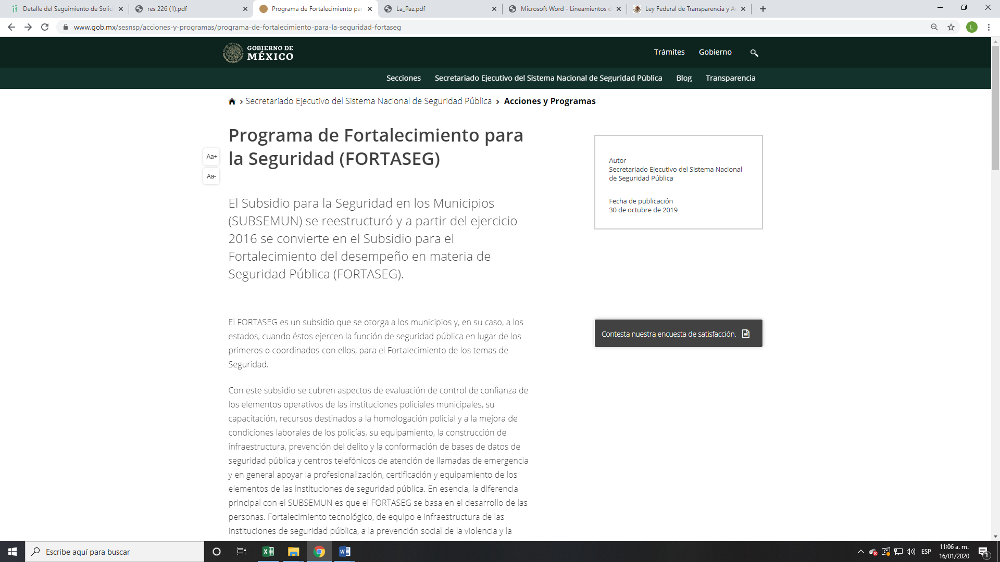 Detalle del Seguimiento de Solici
res 226 (1).pdf
Programa de Fortalecimiento par
La_Paz.pdf
Microsoft Word - Lineamientos d
Ley Federal de Transparencia y A
www.gob.mx/sesnsp/acciones-y-programas/programa-de-fortalecimiento-para-la-seguridad-fortaseg
L
GOBIERNO DE
MÉXICO
Trámites
Gobierno
Secciones
Secretariado Ejecutivo del Sistema Nacional de Seguridad Pública
Blog
Transparencia
> Secretariado Ejecutivo del Sistema Nacional de Seguridad Pública > Acciones y Programas
Programa de Fortalecimiento para
la Seguridad (FORTASEG)
Aa+
Aa-
Autor
Secretariado Ejecutivo del Sistema Nacional
de Seguridad Pública
Fecha de publicación
30 de octubre de 2019
El Subsidio para la Seguridad en los Municipios
(SUBSEMUN) se reestructuró y a partir del ejercicio
2016 se convierte en el Subsidio para el
Fortalecimiento del desempeño en materia de
Seguridad Pública (FORTASEG).
El FORTASEG es un subsidio que se otorga a los municipios y, en su caso, a los
estados, cuando éstos ejercen la función de seguridad pública en lugar de los
primeros o coordinados con ellos, para el Fortalecimiento de los temas de
Seguridad.
Contesta nuestra encuesta de satisfacción.
Con este subsidio se cubren aspectos de evaluación de control de confianza de
los elementos operativos de las instituciones policiales municipales, su
capacitación, recursos destinados a la homologación policial y a la mejora de
condiciones laborales de los policías, su equipamiento, la construcción de
infraestructura, prevención del delito y la conformación de bases de datos de
seguridad pública y centros telefónicos de atención de llamadas de emergencia
y en general apoyar la profesionalización, certificación y equipamiento de los
elementos de las instituciones de seguridad pública. En esencia, la diferencia
principal con el SUBSEMUN es que el FORTASEG se basa en el desarrollo de las
personas. Fortalecimiento tecnológico, de equipo e infraestructura de las
instituciones de seguridad pública, a la prevención social de la violencia y la
Escribe aquí para buscar
ESP
11:06 a. m.
16/01/2020
1